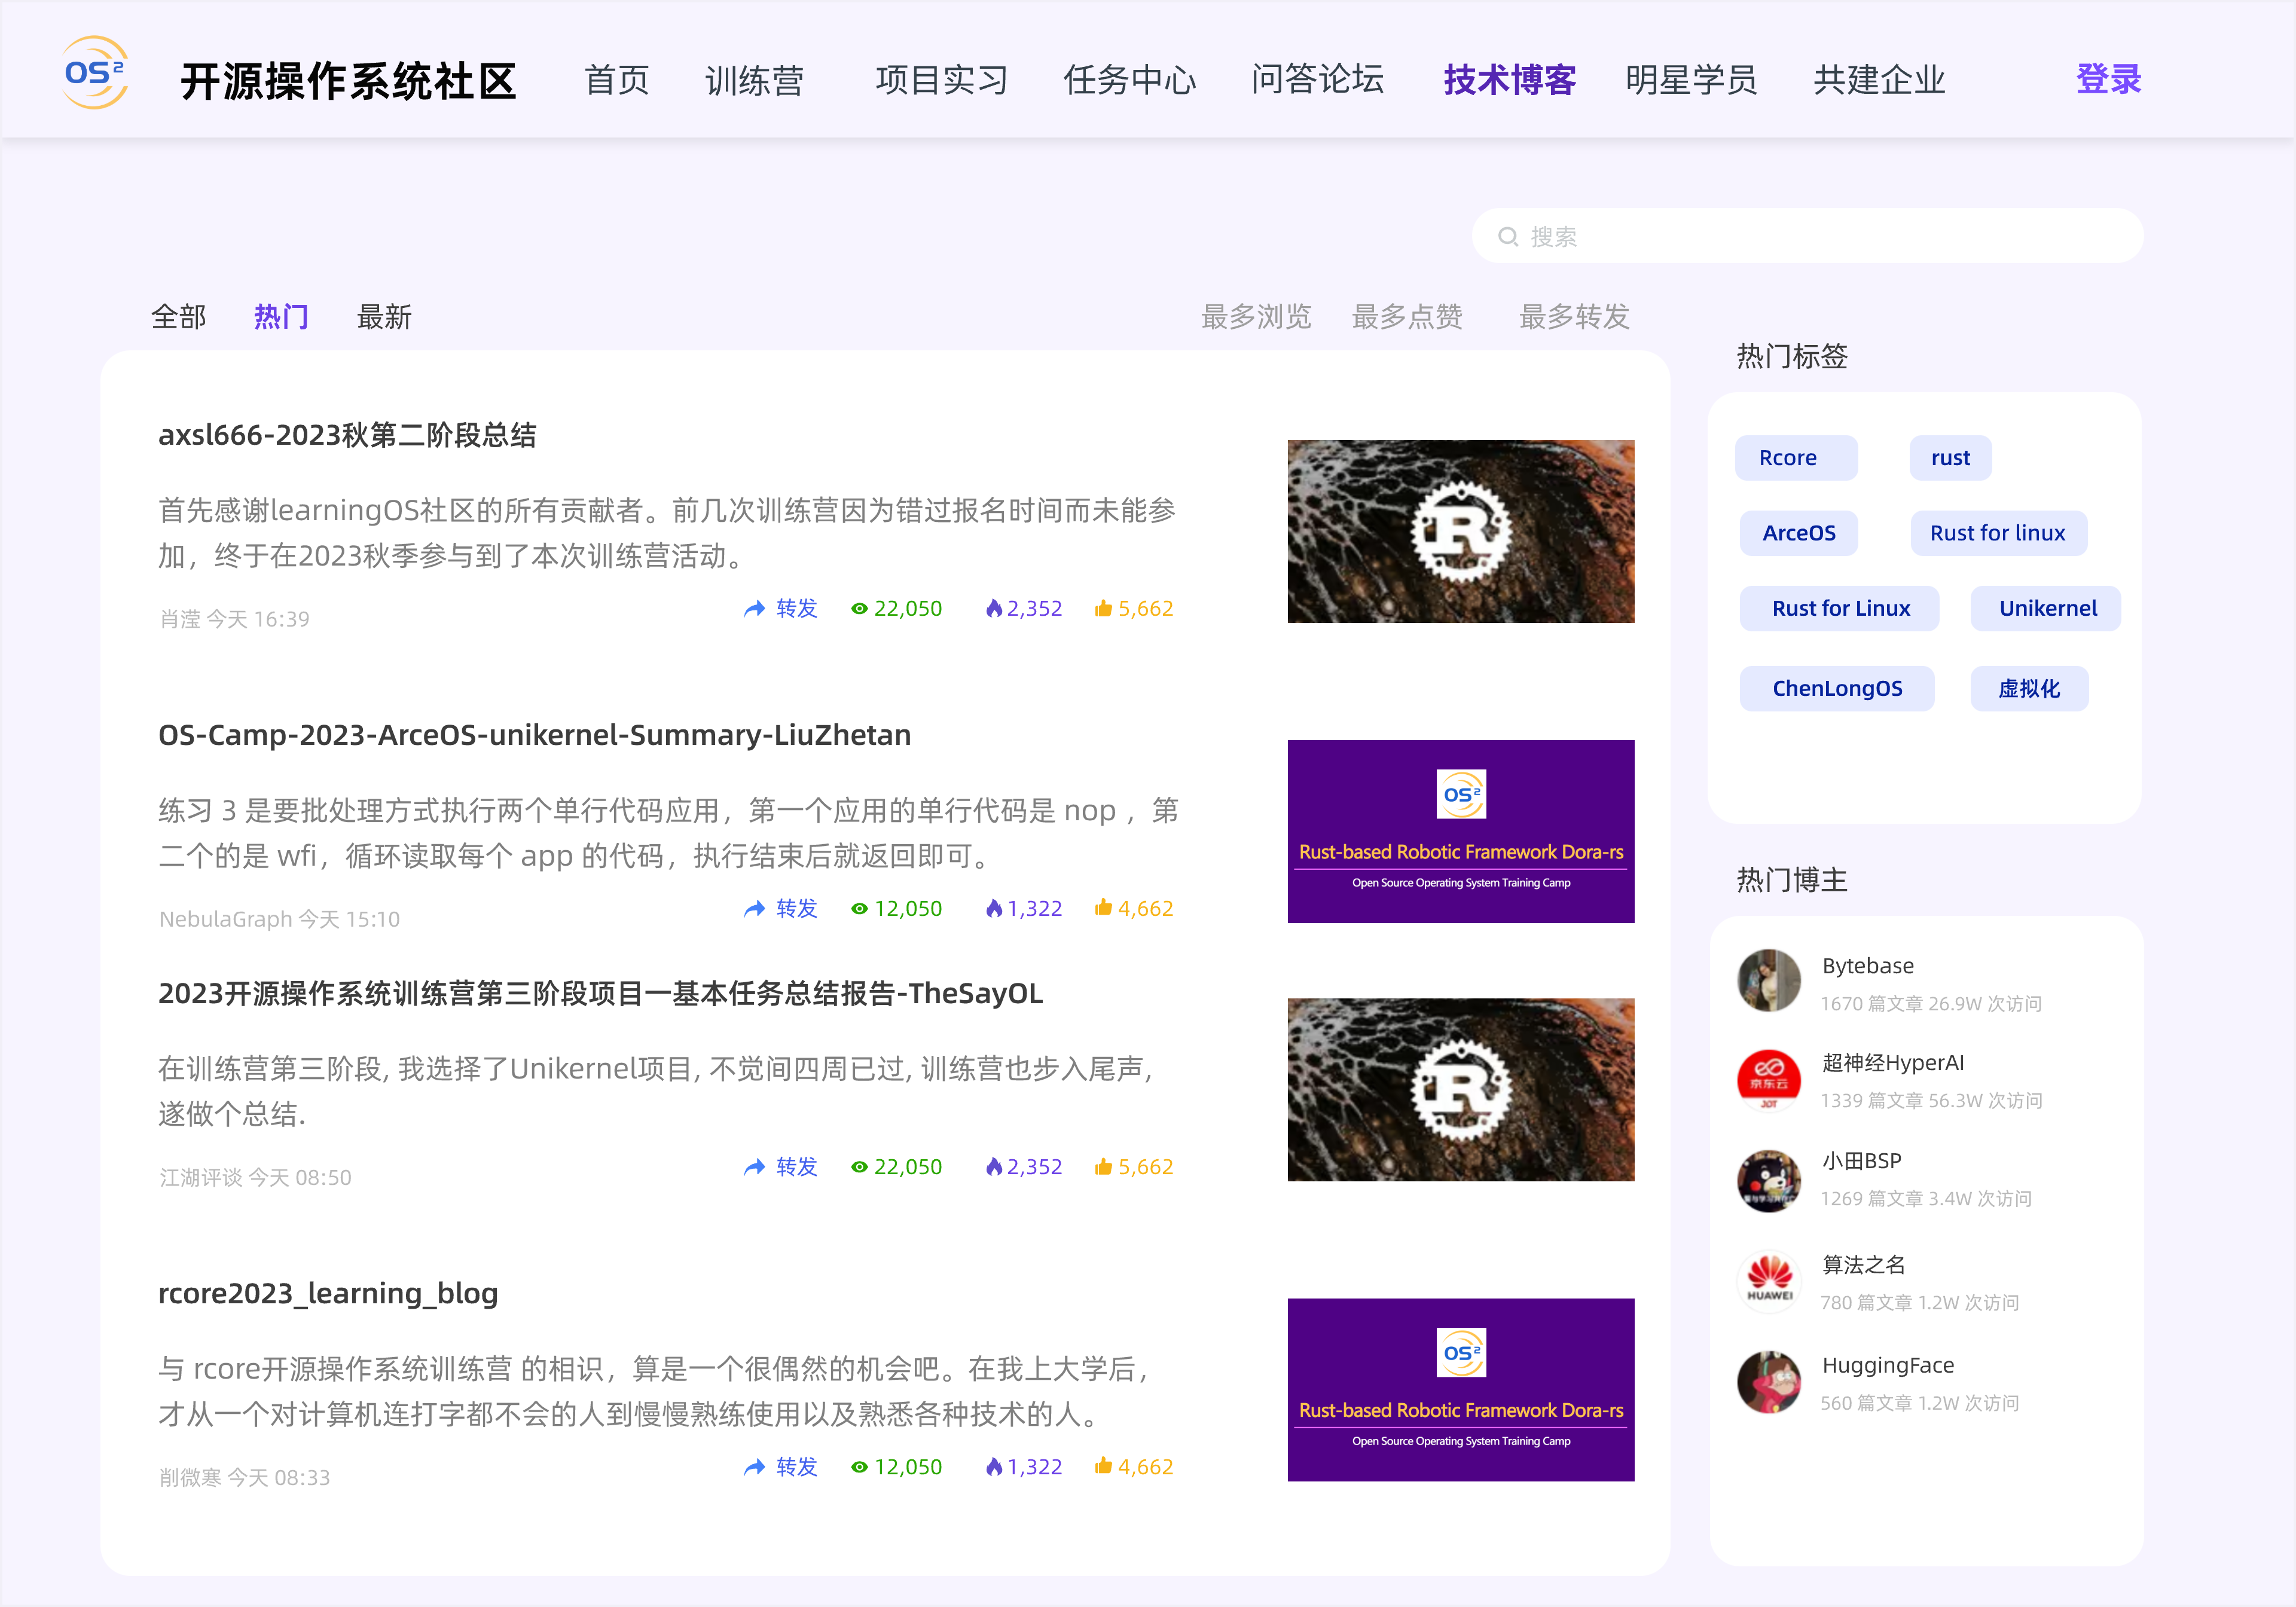 OS²
开源操作系统社区
首页
训练营
项目实习
任务中心
问答论坛
技术博客
明星学员
共建企业
登录
搜索
全部
热门
最新
最多浏览
最多点赞
最多转发
axsl666-2023秋第二阶段总结
首先感谢learningOS社区的所有贡献者。前几次训练营因为错过报名时间而未能参
加，终于在2023秋季参与到了本次训练营活动。
肖滢 今天 16:39
转发
22,050
2,352
5,662
R
OS-Camp-2023-ArceOS-unikernel-Summary-LiuZhetan
练习 3 是要批处理方式执行两个单行代码应用，第一个应用的单行代码是 nop ，第
二个的是 wfi，循环读取每个 app 的代码，执行结束后就返回即可。
NebulaGraph 今天 15:10
转发
12,050
1,322
4,662
OS²
Rust-based Robotic Framework Dora-rs
Open Source Operating System Training Camp
2023开源操作系统训练营第三阶段项目一基本任务总结报告-TheSayOL
在训练营第三阶段, 我选择了Unikernel项目, 不觉间四周已过, 训练营也步入尾声,
遂做个总结.
江湖评谈 今天 08:50
转发
22,050
2,352
5,662
R
rcore2023_learning_blog
与 rcore开源操作系统训练营 的相识，算是一个很偶然的机会吧。在我上大学后，
才从一个对计算机连打字都不会的人到慢慢熟练使用以及熟悉各种技术的人。
削微寒 今天 08:33
转发
12,050
1,322
4,662
OS²
Rust-based Robotic Framework Dora-rs
Open Source Operating System Training Camp
热门标签
Rcore
rust
ArceOS
Rust for linux
Rust for Linux
Unikernel
ChenLongOS
虚拟化
热门博主
Bytebase
1670 篇文章 26.9W 次访问
京东云
JDT
超神经HyperAI
1339 篇文章 56.3W 次访问
小田BSP
1269 篇文章 3.4W 次访问
HUAWEI
算法之名
780 篇文章 1.2W 次访问
HuggingFace
560 篇文章 1.2W 次访问